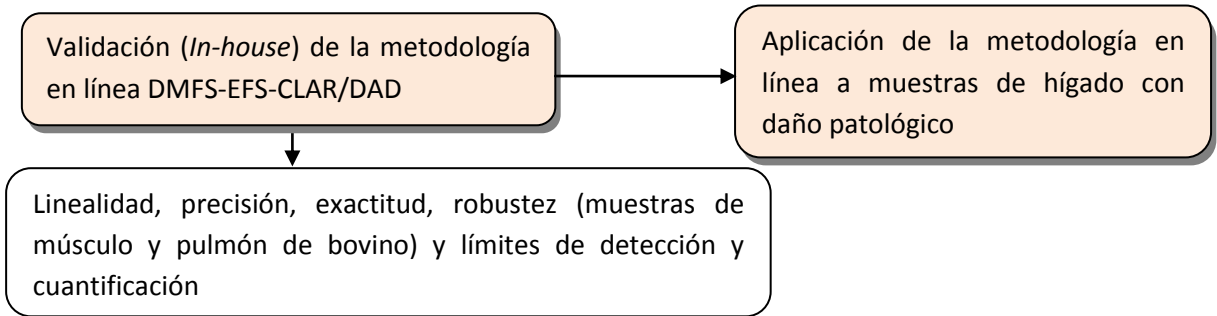 Validación (In-house) de la metodología
en línea DMFS-EFS-CLAR/DAD
Aplicación de la metodología en
línea a muestras de hígado con
daño patológico
Linealidad, precisión, exactitud, robustez (muestras de
músculo y pulmón de bovino) y límites de detección y
cuantificación